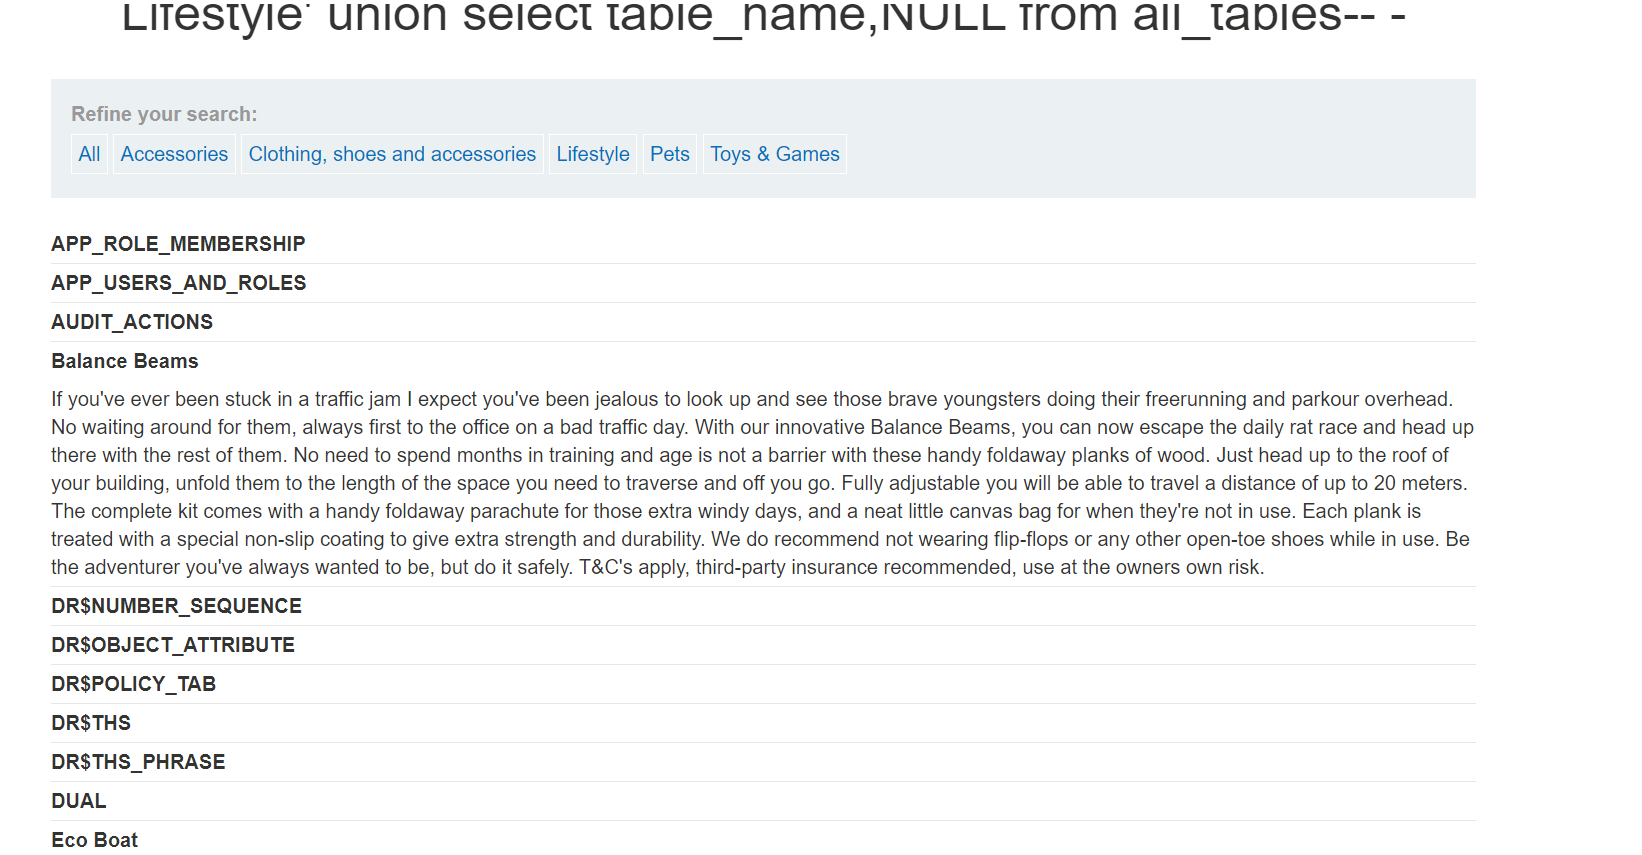 Lifestyle' union select table_name,NULL from all_tables-- -
Refine your search:
All Accessories Clothing, shoes and accessories Lifestyle Pets Toys & Games
APP_ROLE_MEMBERSHIP
APP_USERS_AND_ROLES
AUDIT_ACTIONS
Balance Beams
If you've ever been stuck in a traffic jam I expect you've been jealous to look up and see those brave youngsters doing their freerunning and parkour overhead.
No waiting around for them, always first to the office on a bad traffic day. With our innovative Balance Beams, you can now escape the daily rat race and head up
there with the rest of them. No need to spend months in training and age is not a barrier with these handy foldaway planks of wood. Just head up to the roof of
your building, unfold them to the length of the space you need to traverse and off you go. Fully adjustable you will be able to travel a distance of up to 20 meters.
The complete kit comes with a handy foldaway parachute for those extra windy days, and a neat little canvas bag for when they're not in use. Each plank is
treated with a special non-slip coating to give extra strength and durability. We do recommend not wearing flip-flops or any other open-toe shoes while in use. Be
the adventurer you've always wanted to be, but do it safely. T&C's apply, third-party insurance recommended, use at the owners own risk.
DR$NUMBER_SEQUENCE
DR$OBJECT_ATTRIBUTE
DR$POLICY_TAB
DR$THS
DR$THS_PHRASE
DUAL
Eco Boat